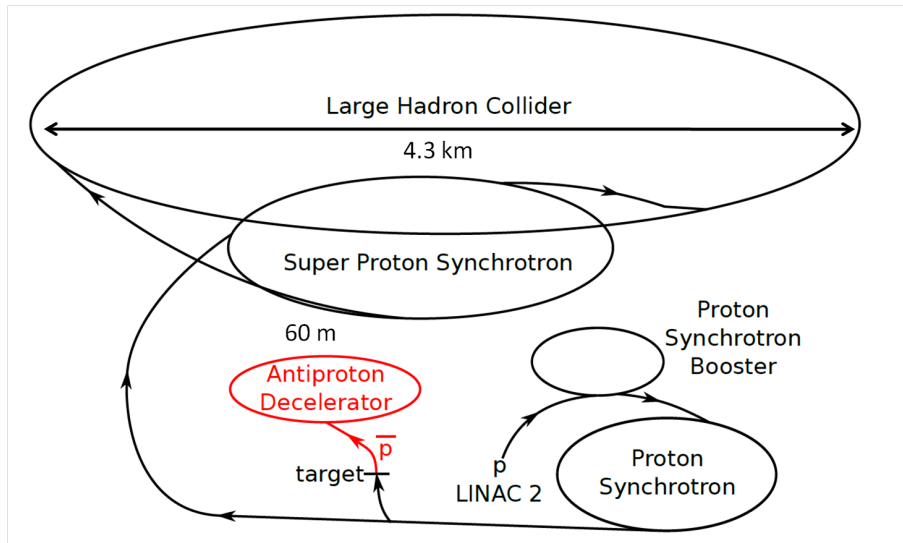 Large Hadron Collider
4.3 km
Super Proton Synchrotron
60 m
Proton
Synchrotron
Booster
Antiproton
Decelerator
p̅
target
p
LINAC 2
Proton
Synchrotron